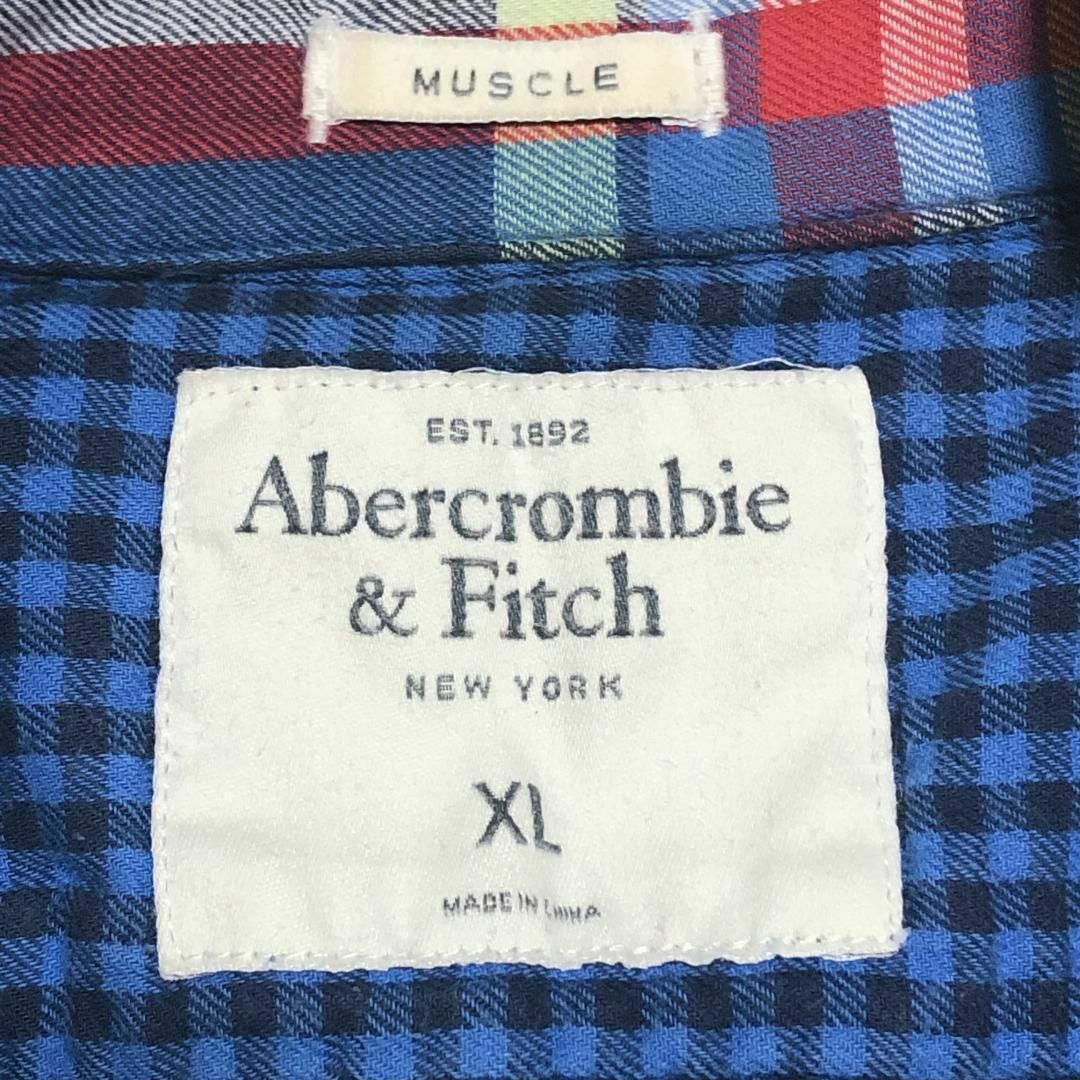 MUSCLE
EST. 1892
Abercrombie
& Fitch
NEW YORK
XL
MADE IN CHINA